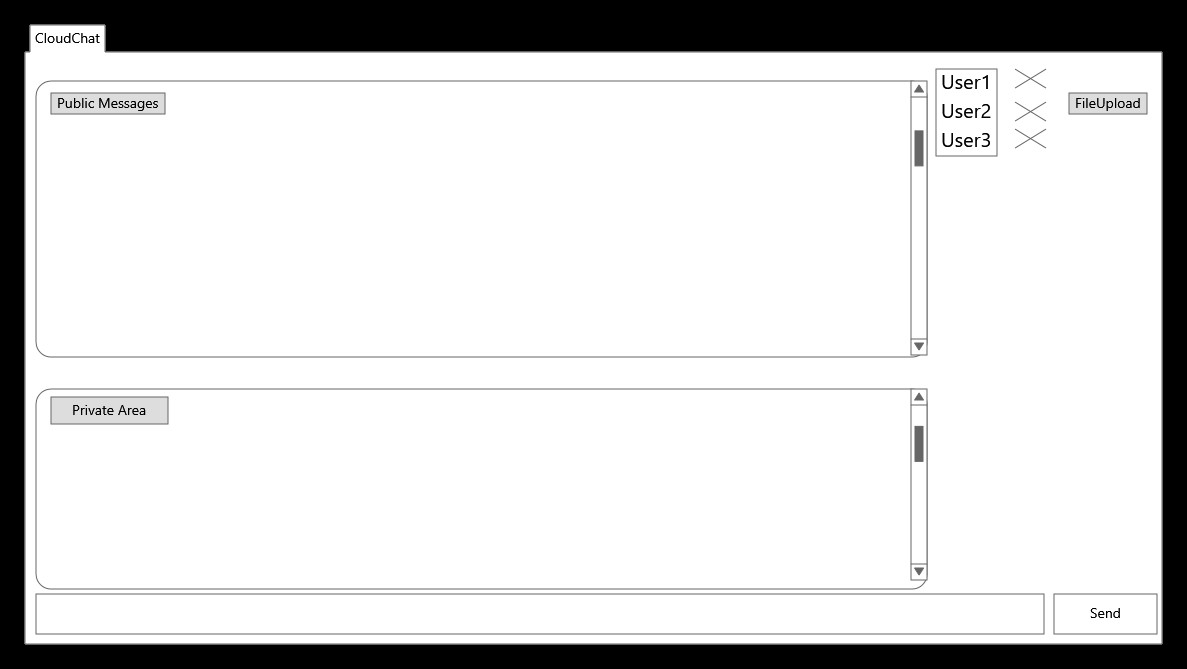 CloudChat
Public Messages
User1
User2
User3
FileUpload
Private Area
Send